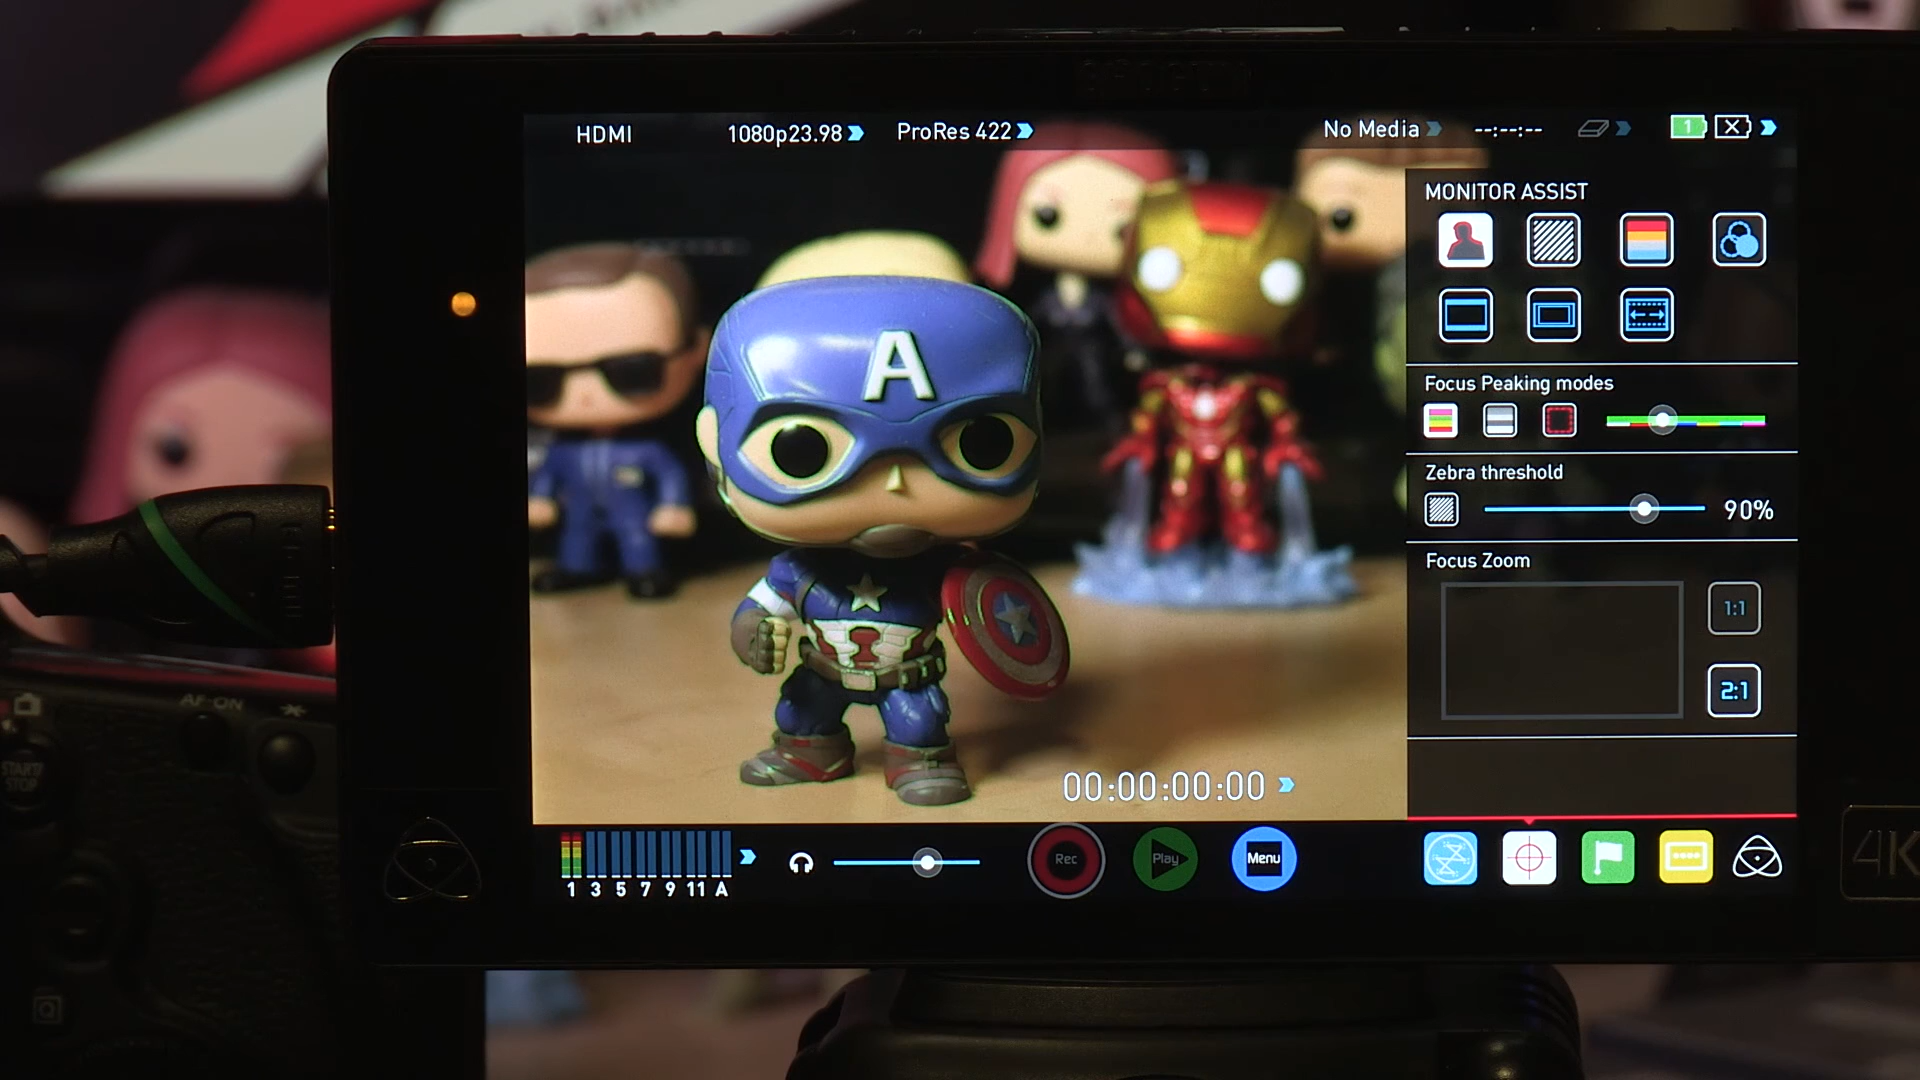 HDMI
1080p23.98
ProRes 422
No Media
--:--:--
1
MONITOR ASSIST
Focus Peaking modes
Zebra threshold
90%
Focus Zoom
1:1
2:1
A
00:00:00:00
1 3 5 7 9 11 A
Rec
Play
Menu
4K
AF-ON
START/
STOP
Q